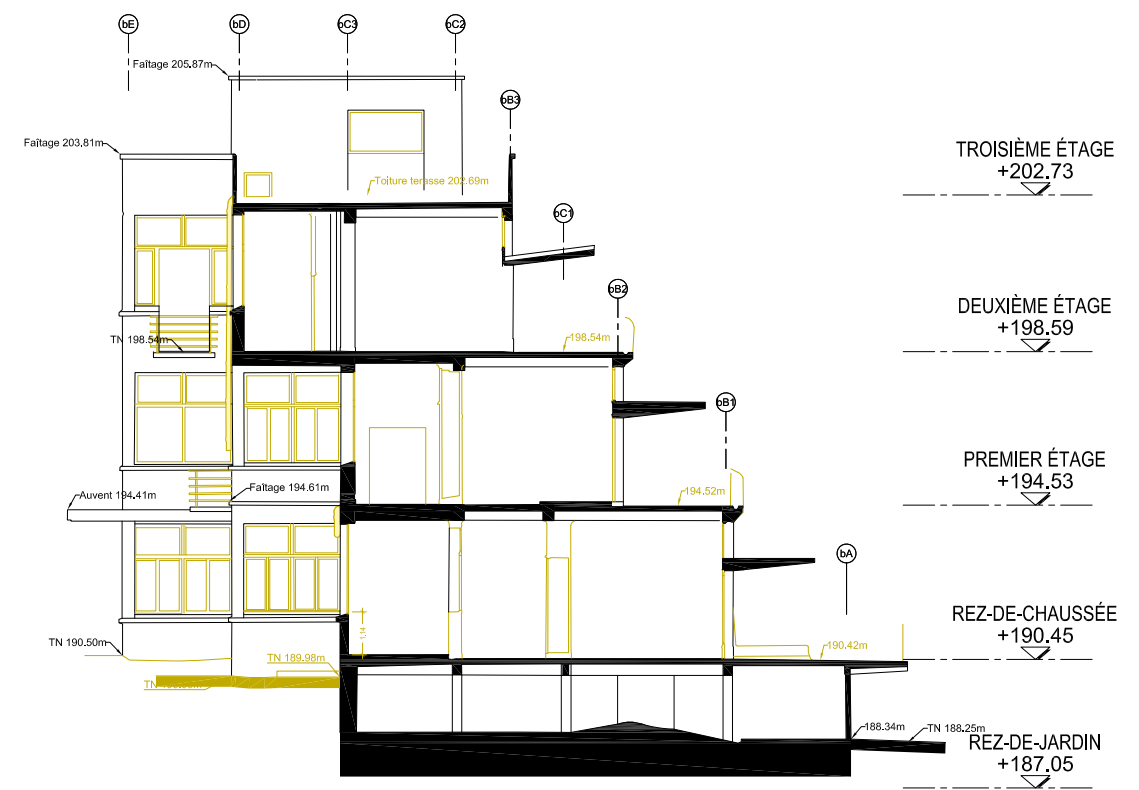 bE
bD
bC3
bC2
Faîtage 205.87m
bB3
Faîtage 203,81m
TROISIÈME ÉTAGE
+202.73
Toiture terasse 202.69m
bC1
bB2
DEUXIÈME ÉTAGE
+198.59
TN 198.54m
198.54m
bB1
PREMIER ÉTAGE
+194.53
Auvent 194.41m
Faîtage 194.61m
194.52m
bA
REZ-DE-CHAUSSÉE
+190.45
1,14
TN 190.50m
190.42m
TN 189.98m
TN
188.34m
TN 188.25m
REZ-DE-JARDIN
+187.05